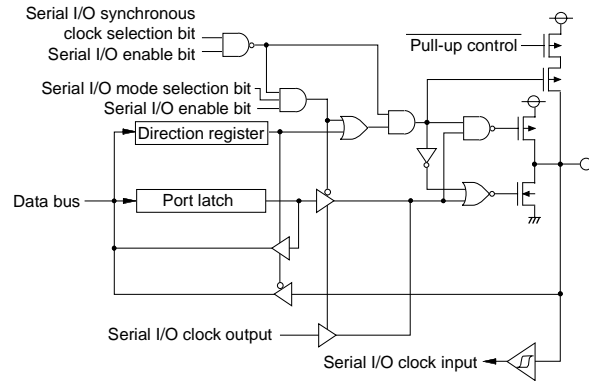 Serial I/O synchronous
clock selection bit
Serial I/O enable bit
Pull-up control
Serial I/O mode selection bit
Serial I/O enable bit
Direction register
Data bus
Port latch
Serial I/O clock output
Serial I/O clock input